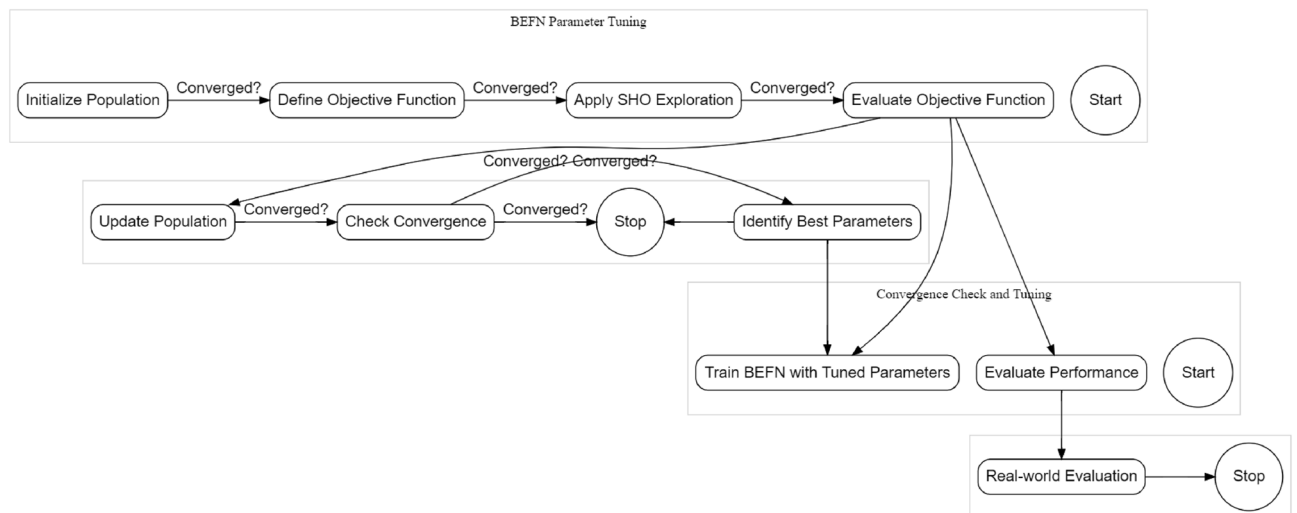 BEFN Parameter Tuning
Initialize Population
Converged?
Define Objective Function
Converged?
Apply SHO Exploration
Converged?
Evaluate Objective Function
Start
Converged? Converged?
Update Population
Converged?
Check Convergence
Converged?
Stop
Identify Best Parameters
Convergence Check and Tuning
Train BEFN with Tuned Parameters
Evaluate Performance
Start
Real-world Evaluation
Stop